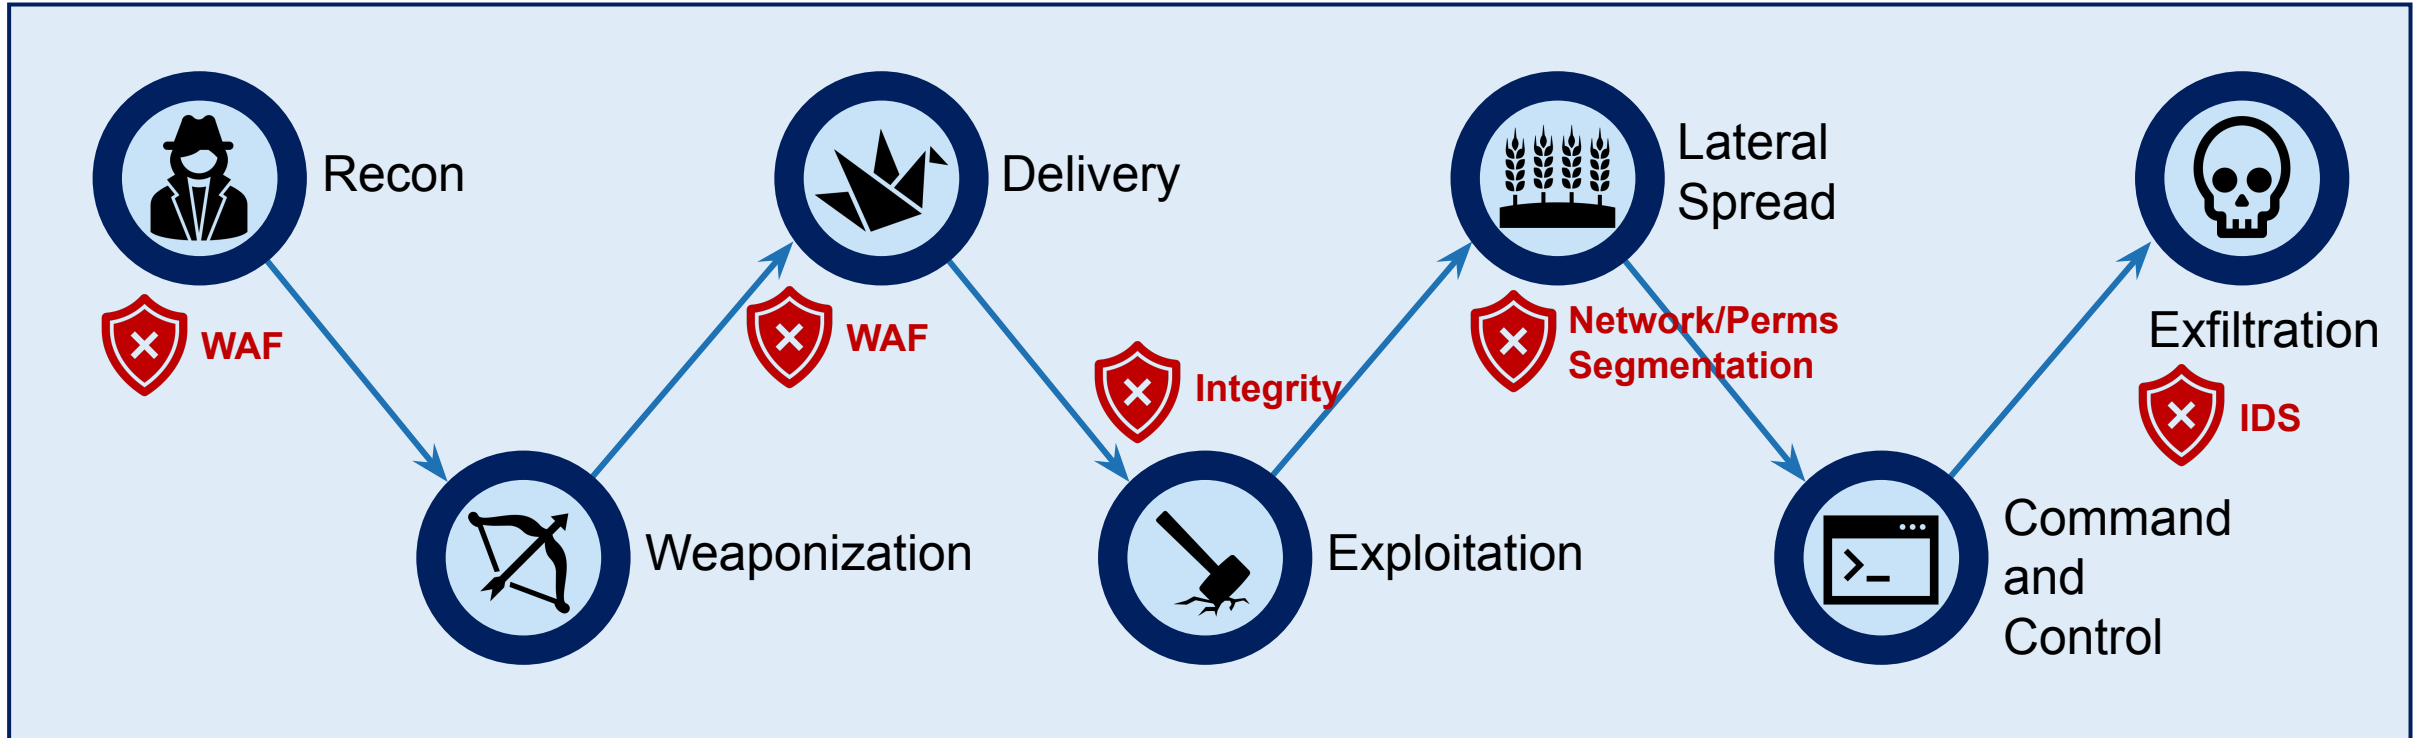 Recon
WAF
Weaponization
Delivery
WAF
Integrity
Exploitation
Lateral
Spread
Network/Perms
Segmentation
Command
and
Control
Exfiltration
IDS